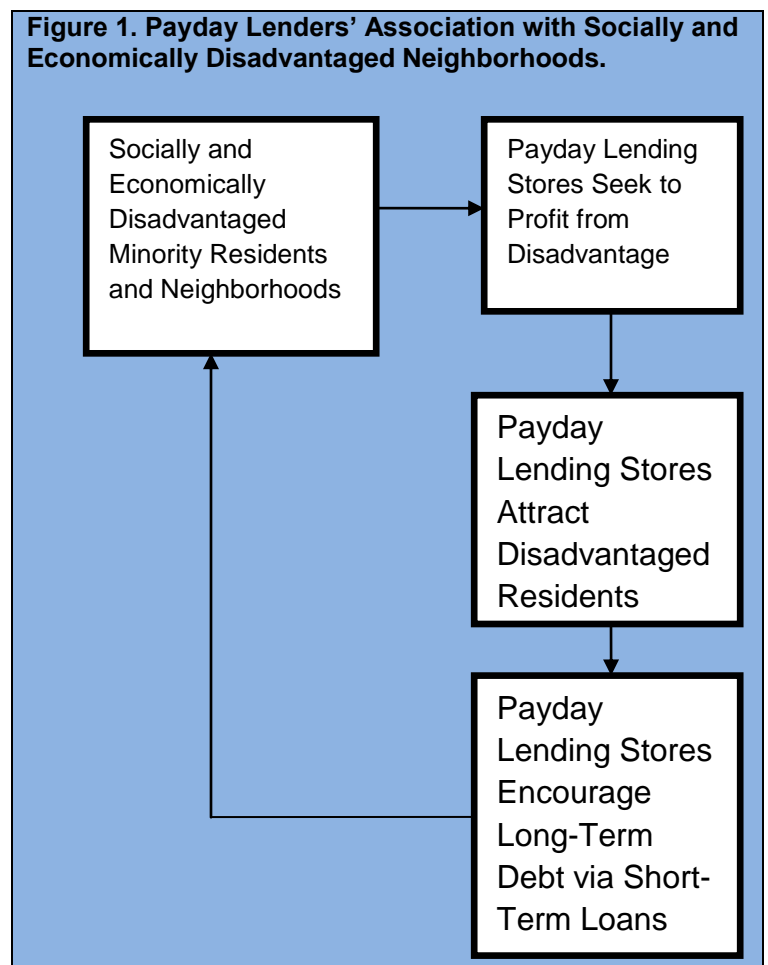 Figure 1. Payday Lenders’ Association with Socially and
Economically Disadvantaged Neighborhoods.
Socially and
Economically
Disadvantaged
Minority Residents
and Neighborhoods
Payday Lending
Stores Seek to
Profit from
Disadvantage
Payday
Lending Stores
Attract
Disadvantaged
Residents
Payday
Lending Stores
Encourage
Long-Term
Debt via Short-
Term Loans